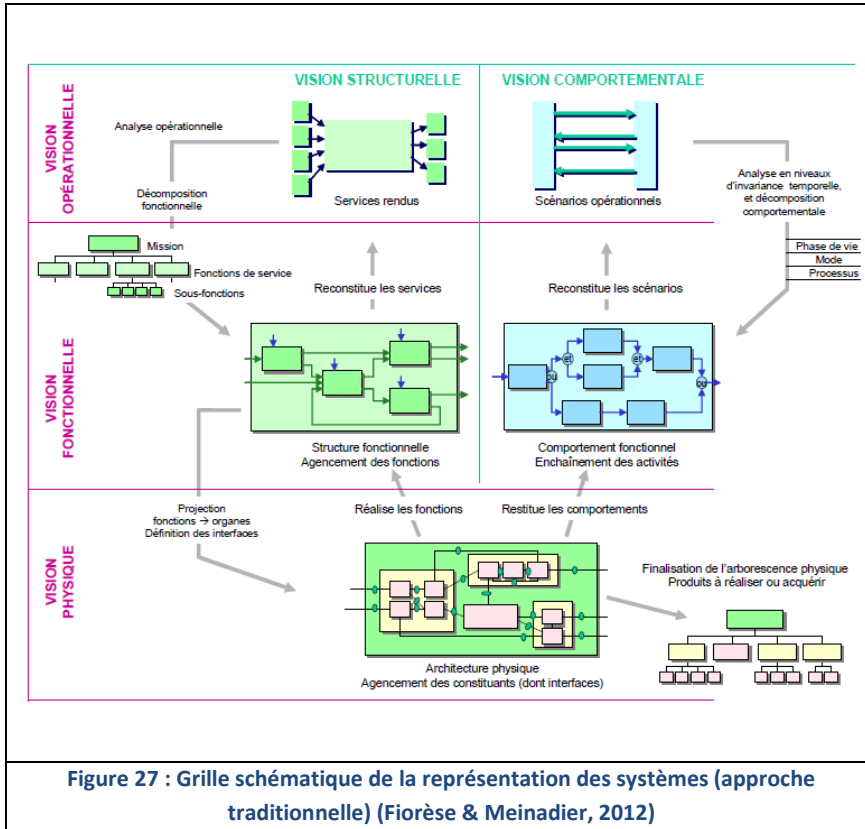 VISION STRUCTURELLE
VISION COMPORTEMENTALE
VISION
OPÉRATIONNELLE
Analyse opérationnelle
Décomposition
fonctionnelle
Services rendus
Scénarios opérationnels
Analyse en niveaux
d'invariance temporelle,
et décomposition
comportementale
Mission
Fonctions de service
Sous-fonctions
Phase de vie
Mode
Processus
VISION
FONCTIONNELLE
Reconstitue les services
Reconstitue les scénarios
ou
et
et
ou
Structure fonctionnelle
Agencement des fonctions
Comportement fonctionnel
Enchaînement des activités
VISION
PHYSIQUE
Projection
fonctions → organes
Définition des interfaces
Réalise les fonctions
Restitue les comportements
Finalisation de l'arborescence physique
Produits à réaliser ou acquérir
Architecture physique
Agencement des constituants (dont interfaces)
Figure 27 : Grille schématique de la représentation des systèmes (approche
traditionnelle) (Fiorèse & Meinadier, 2012)